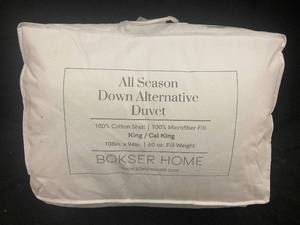 All Season
Down Alternative
Duvet
100% Cotton Shell | 100% Microfiber Fill
King / Cal King
108in. x 94in. | 60 oz. Fill Weight
BOKSER HOME